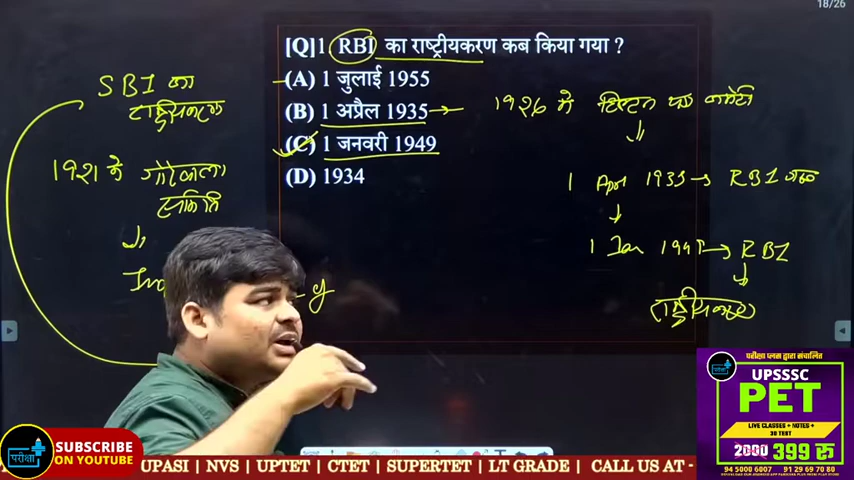 18/26
[Q]1 RBI का राष्ट्रीयकरण कब किया गया ?
(A) 1 जुलाई 1955
(B) 1 अप्रैल 1935
(C) 1 जनवरी 1949
(D) 1934
SBI का
राष्ट्रीयकरण
1921 में गोरेवाला
समिति
1926 में हिल्टन यंग कमेटी
1 April 1935 → RBI गठन
1 Jan 1949 → RBI
राष्ट्रीयकरण
परीक्षा
SUBSCRIBE
ON YOUTUBE
परीक्षा प्लस द्वारा संचालित
UPSSSC
PET
LIVE CLASSES + NOTES +
30 TEST
2000 399 रु
94 5000 6007 91 29 69 70 80
UPASI | NVS | UPTET | CTET | SUPERTET | LT GRADE | CALL US AT -